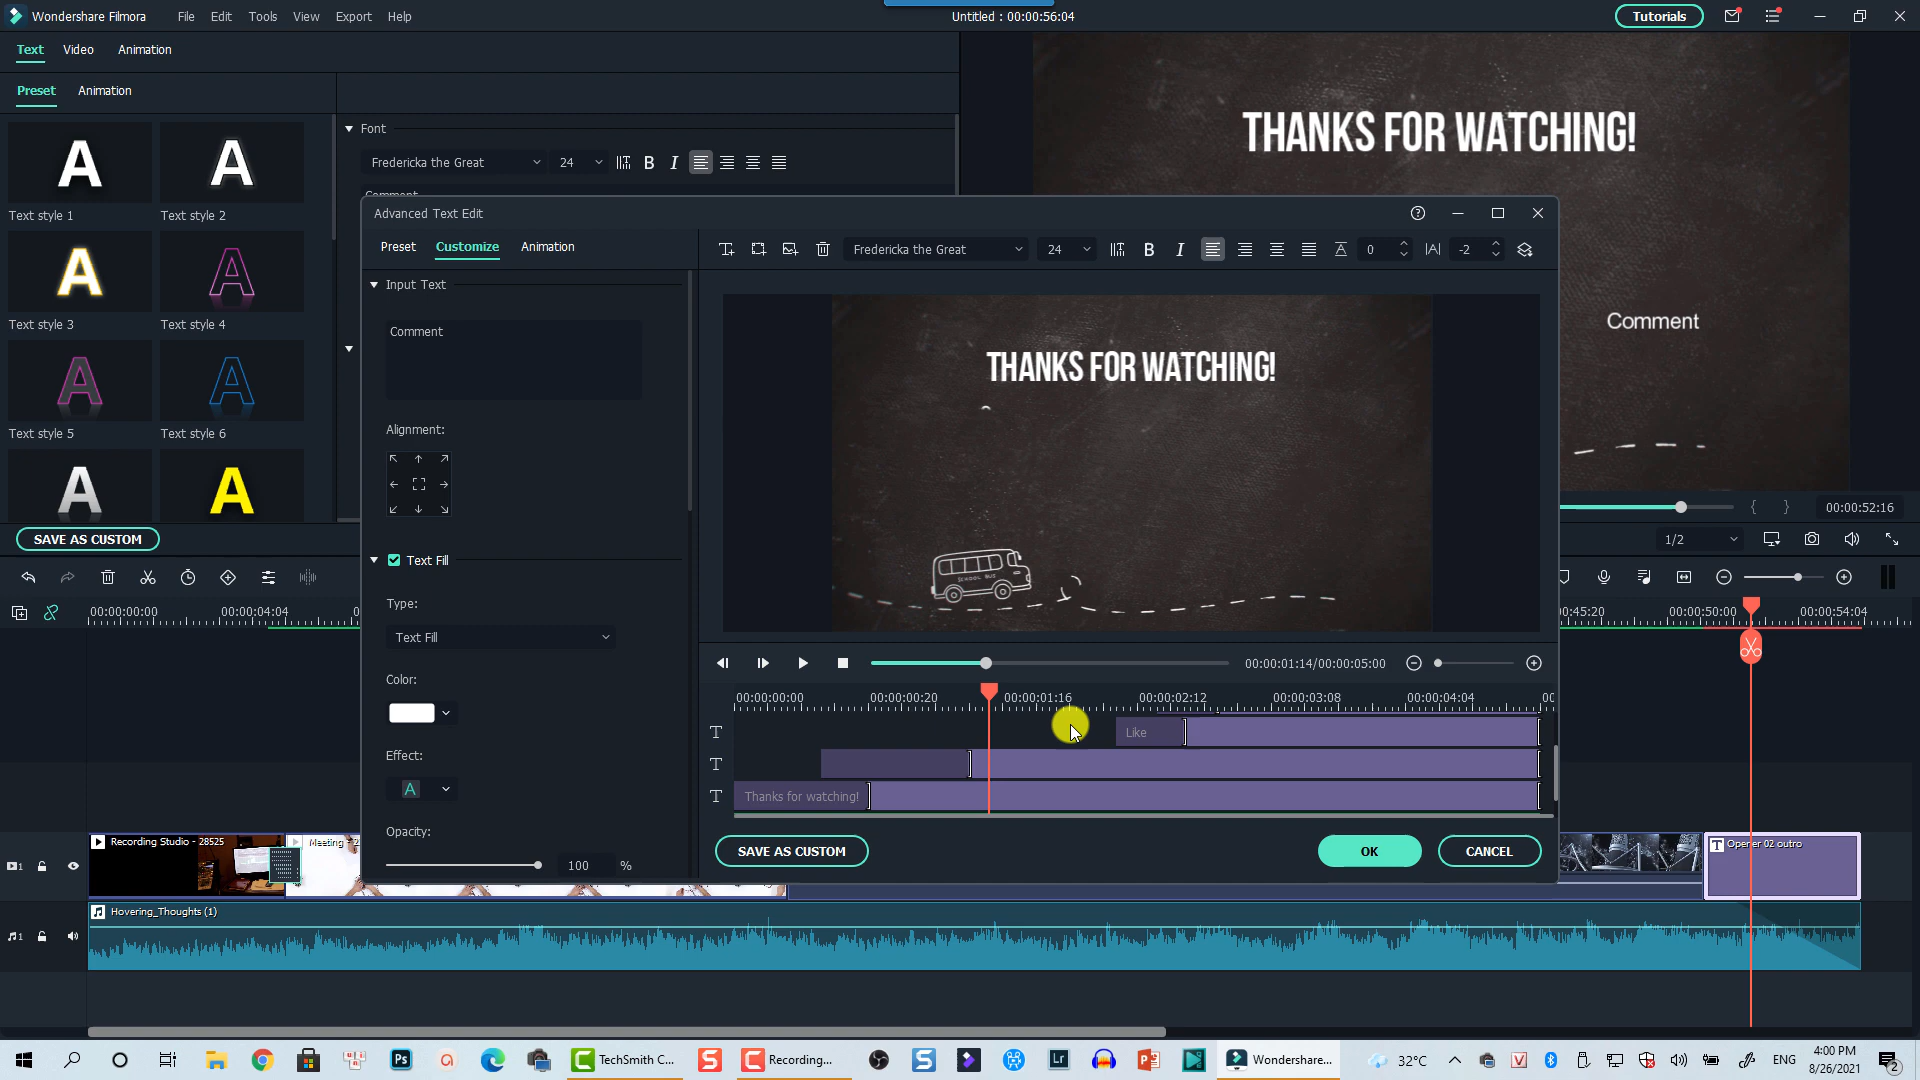 Wondershare Filmora
File
Edit
Tools
View
Export
Help
Untitled : 00:00:56:04
Tutorials
Text
Video
Animation
Preset
Animation
Font
Fredericka the Great
24
B
I
THANKS FOR WATCHING!
Text style 1
Text style 2
Advanced Text Edit
Preset
Customize
Animation
Fredericka the Great
24
B
I
0
-2
Input Text
Comment
Text style 3
Text style 4
Comment
THANKS FOR WATCHING!
Alignment:
Text style 5
Text style 6
SAVE AS CUSTOM
Text Fill
SCHOOL BUS
00:00:52:16
1/2
Type:
Text Fill
00:00:00:00
00:00:04:04
Color:
00:00:01:14/00:00:05:00
00:00:50:00
00:00:54:04
00:00:00:00
00:00:00:20
00:00:01:16
00:00:02:12
00:00:03:08
00:00:04:04
Like
Effect:
A
Thanks for watching!
Opacity:
100
%
SAVE AS CUSTOM
OK
CANCEL
Recording Studio - 28525
Opener 02 outro
Hovering_Thoughts (1)
TechSmith C...
Recording...
Wondershare...
32°C
ENG
4:00 PM
8/26/2021
2